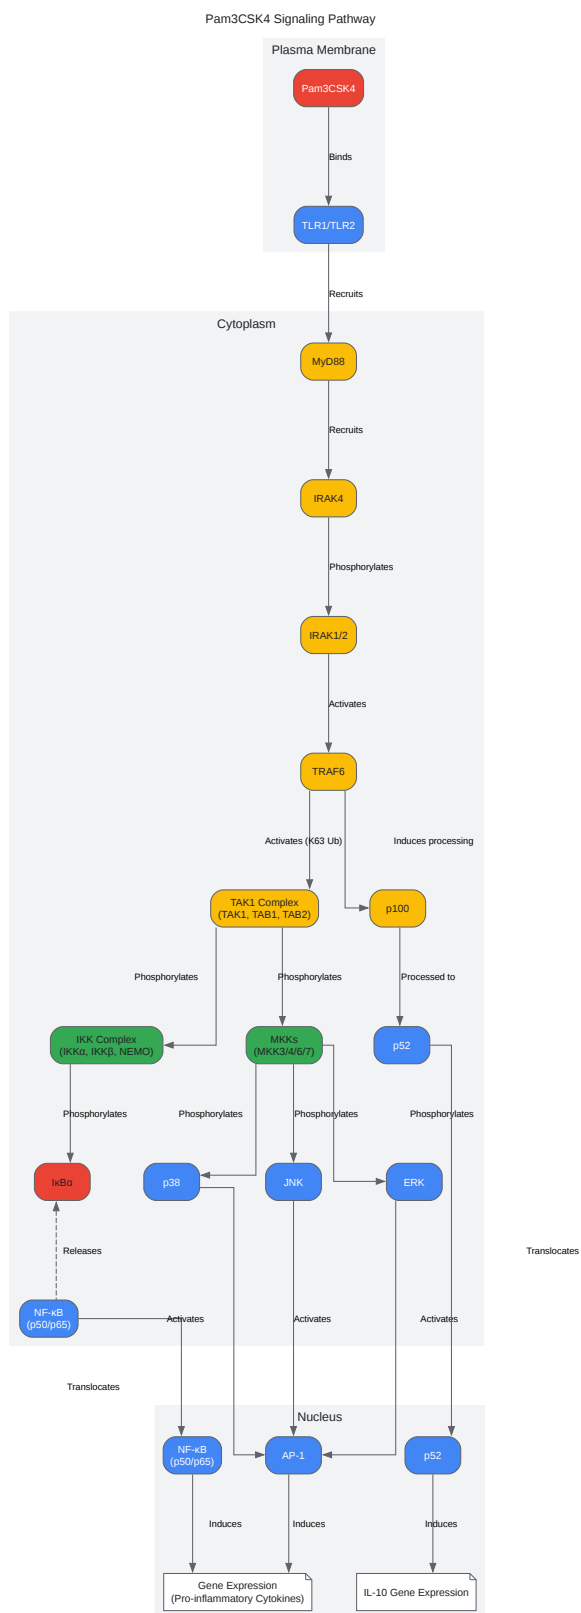 Pam3CSK4 Signaling Pathway
Plasma Membrane
Pam3CSK4
Binds
TLR1/TLR2
Recruits
Cytoplasm
MyD88
Recruits
IRAK4
Phosphorylates
IRAK1/2
Activates
TRAF6
Activates (K63 Ub)
Induces processing
TAK1 Complex
(TAK1, TAB1, TAB2)
p100
Phosphorylates
Phosphorylates
Processed to
IKK Complex
(IKKα, IKKβ, NEMO)
MKKs
(MKK3/4/6/7)
p52
Phosphorylates
Phosphorylates
Phosphorylates
Phosphorylates
IκBα
p38
JNK
ERK
Releases
Translocates
NF-κB
(p50/p65)
Activates
Activates
Activates
Translocates
Nucleus
NF-κB
(p50/p65)
AP-1
p52
Induces
Induces
Induces
Gene Expression
(Pro-inflammatory Cytokines)
IL-10 Gene Expression